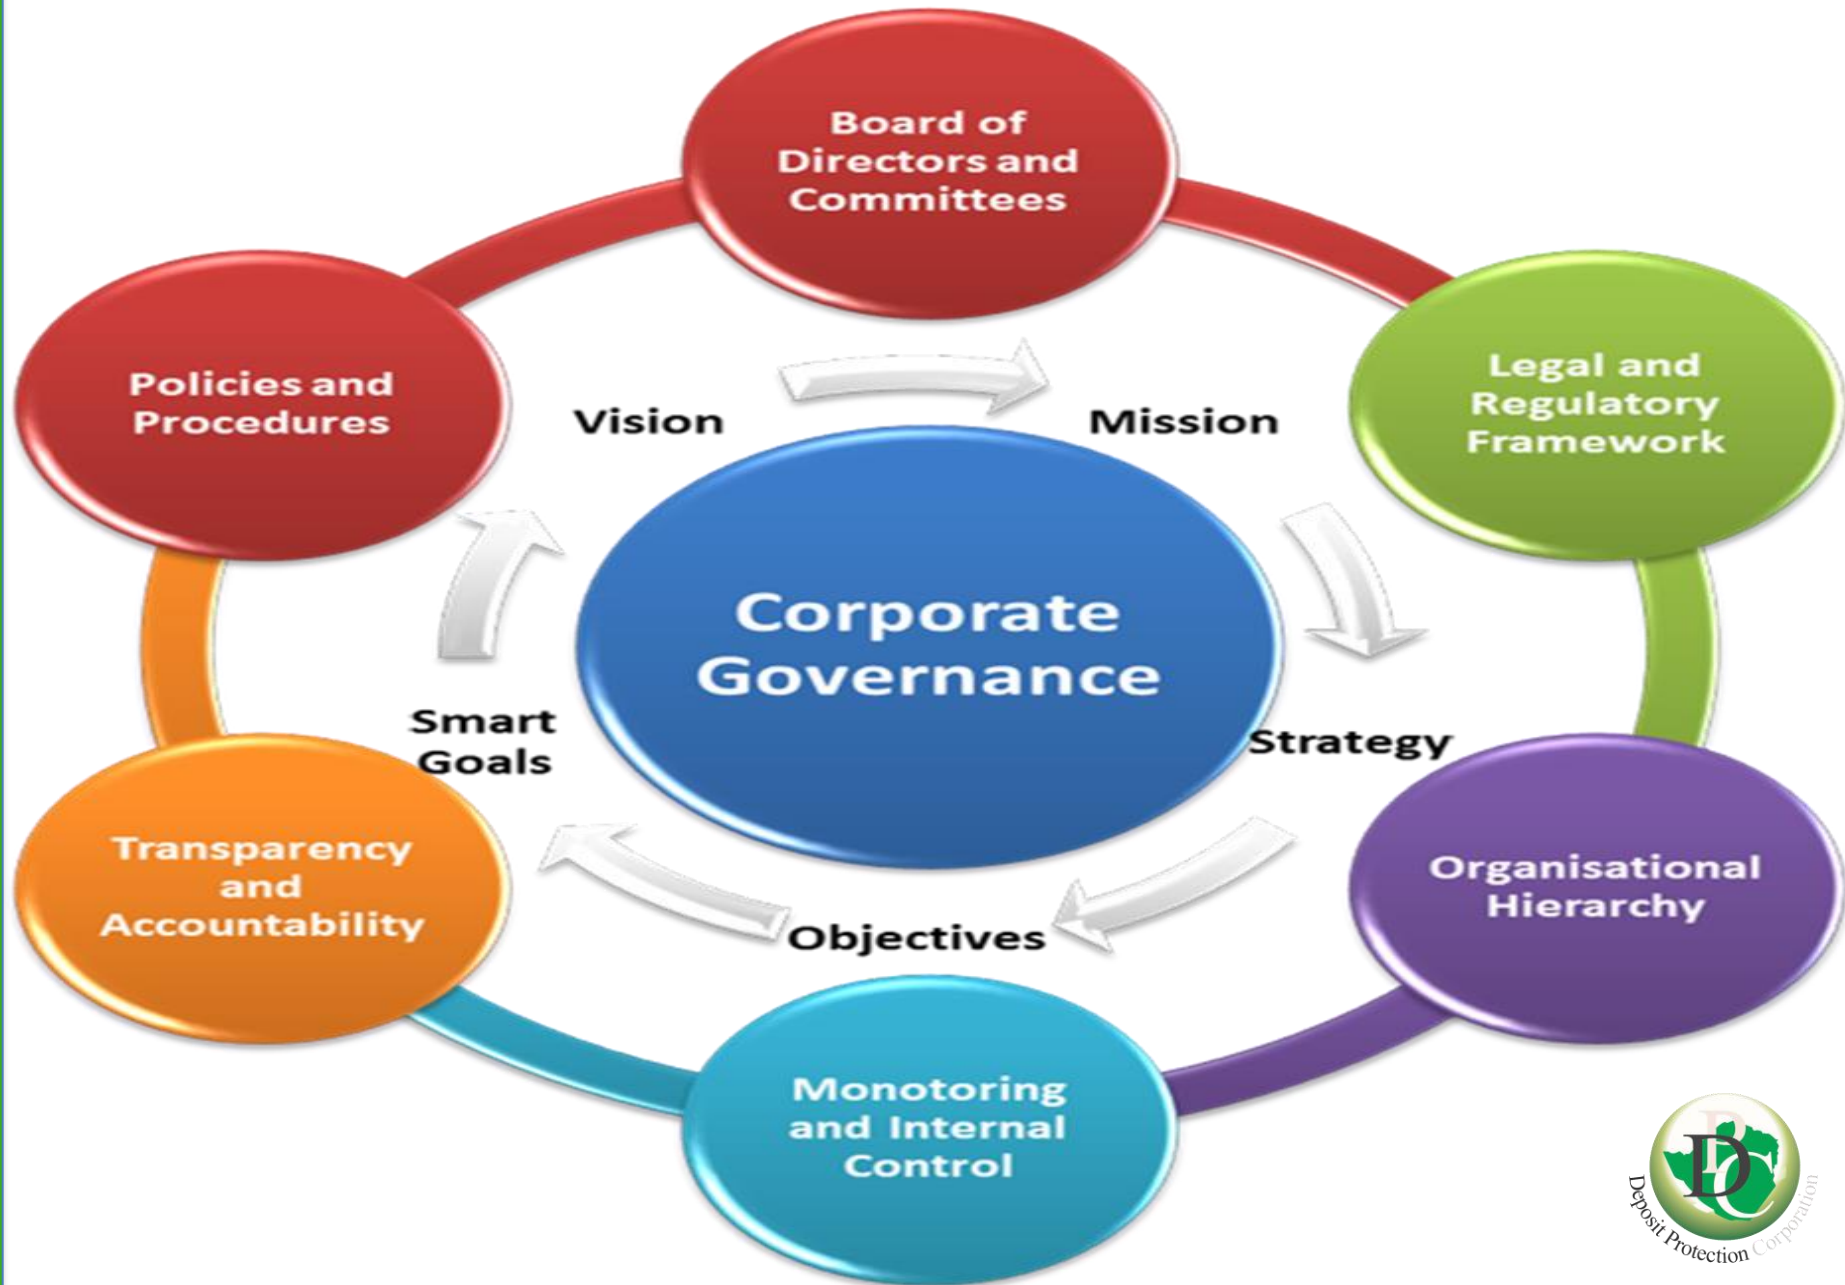 Board of
Directors and
Committees
Policies and
Procedures
Legal and
Regulatory
Framework
Vision
Mission
Corporate
Governance
Smart
Goals
Strategy
Transparency
and
Accountability
Organisational
Hierarchy
Objectives
Monotoring
and Internal
Control
DPC
Deposit Protection Corporation